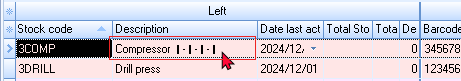 Left
Stock code Description Date last act Total Sto Tota De Barcode
3COMP Compressor 2024/12/ 345678
3DRILL Drill press 2024/12/01 123456